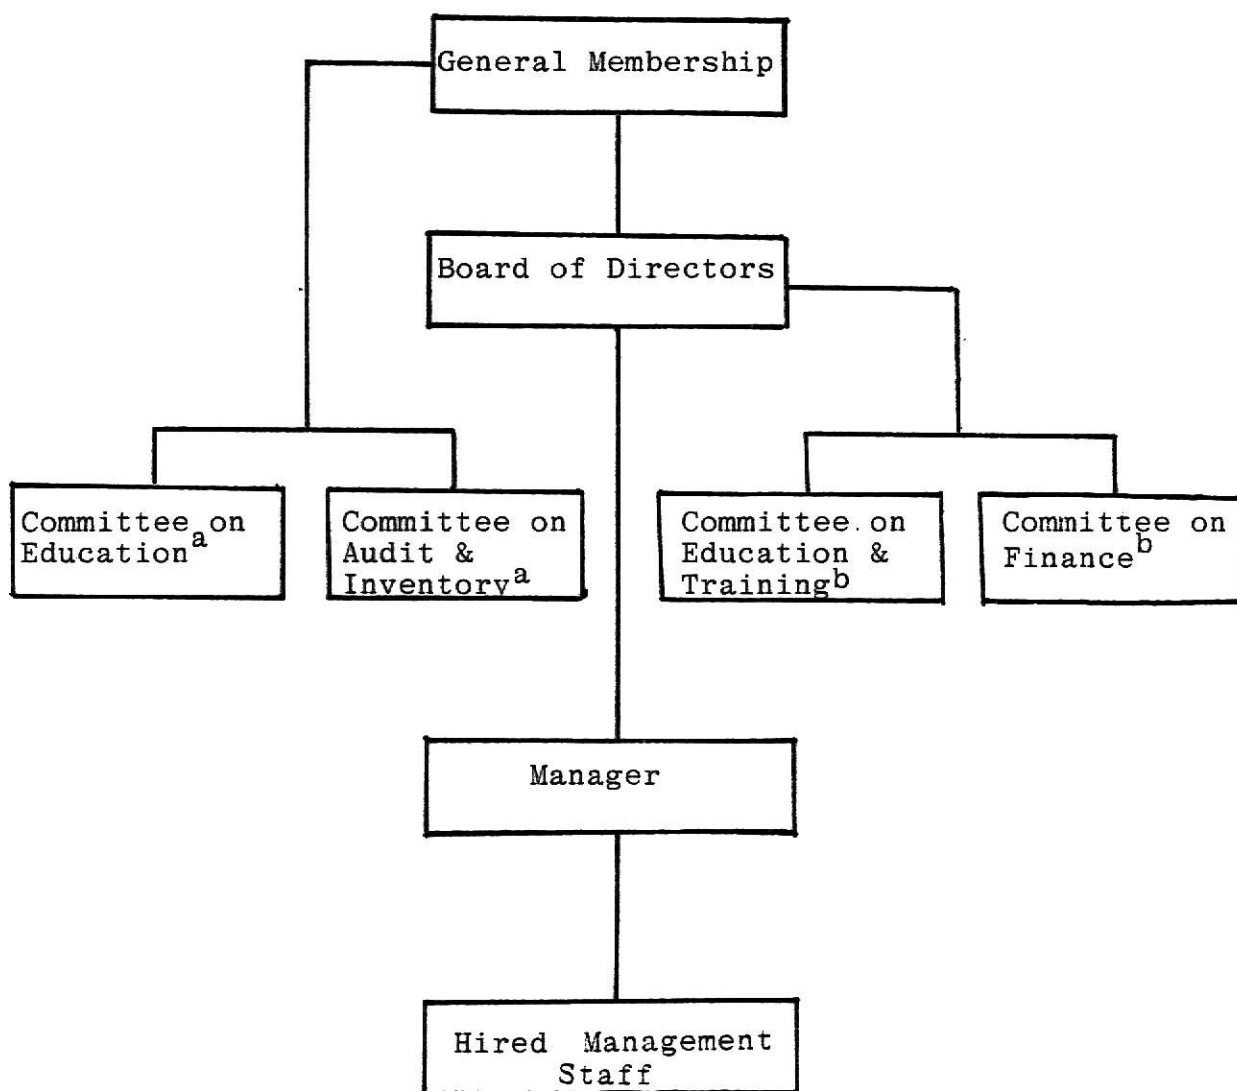 General Membership
Board of Directors
Committee on
Education a
Committee on
Audit &
Inventory a
Committee on
Education &
Training b
Committee on
Finance b
Manager
Hired Management
Staff